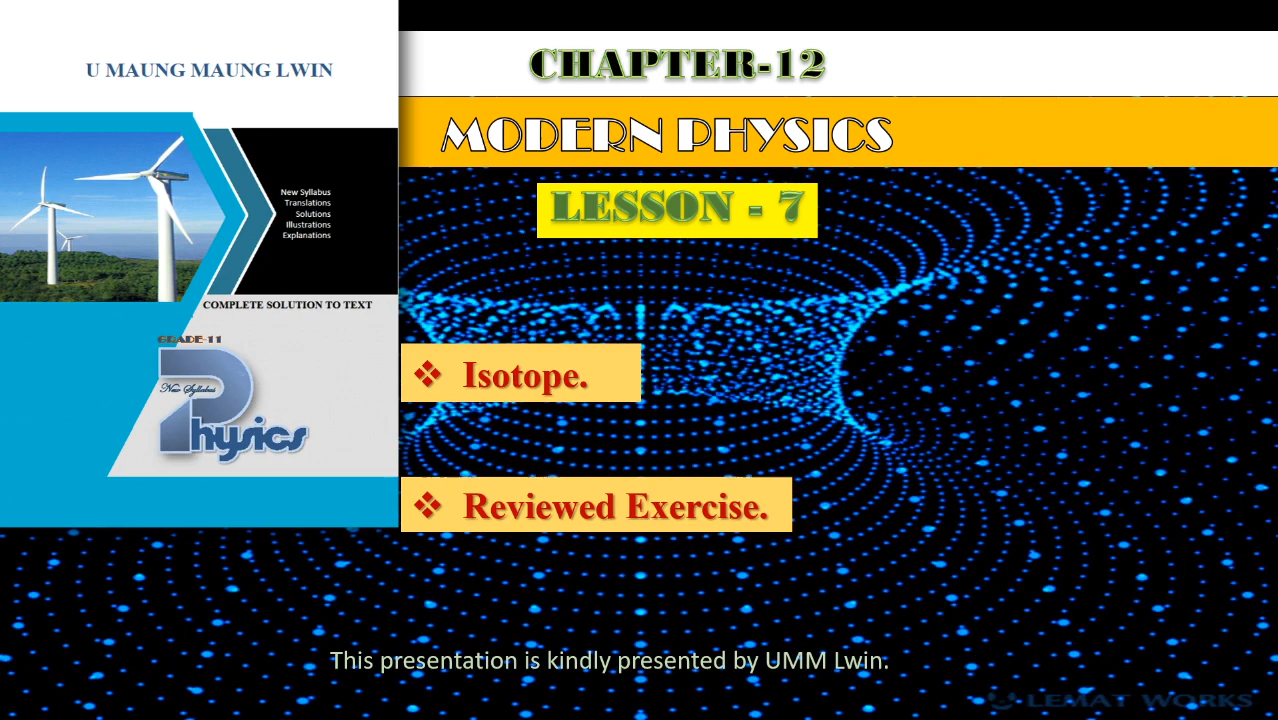 U MAUNG MAUNG LWIN
New Syllabus
Translations
Solutions
Illustrations
Explanations
COMPLETE SOLUTION TO TEXT
GRADE-11
New Syllabus
Physics
CHAPTER-12
MODERN PHYSICS
LESSON - 7
❖ Isotope.
❖ Reviewed Exercise.
This presentation is kindly presented by UMM Lwin.
LEMAT WORKS